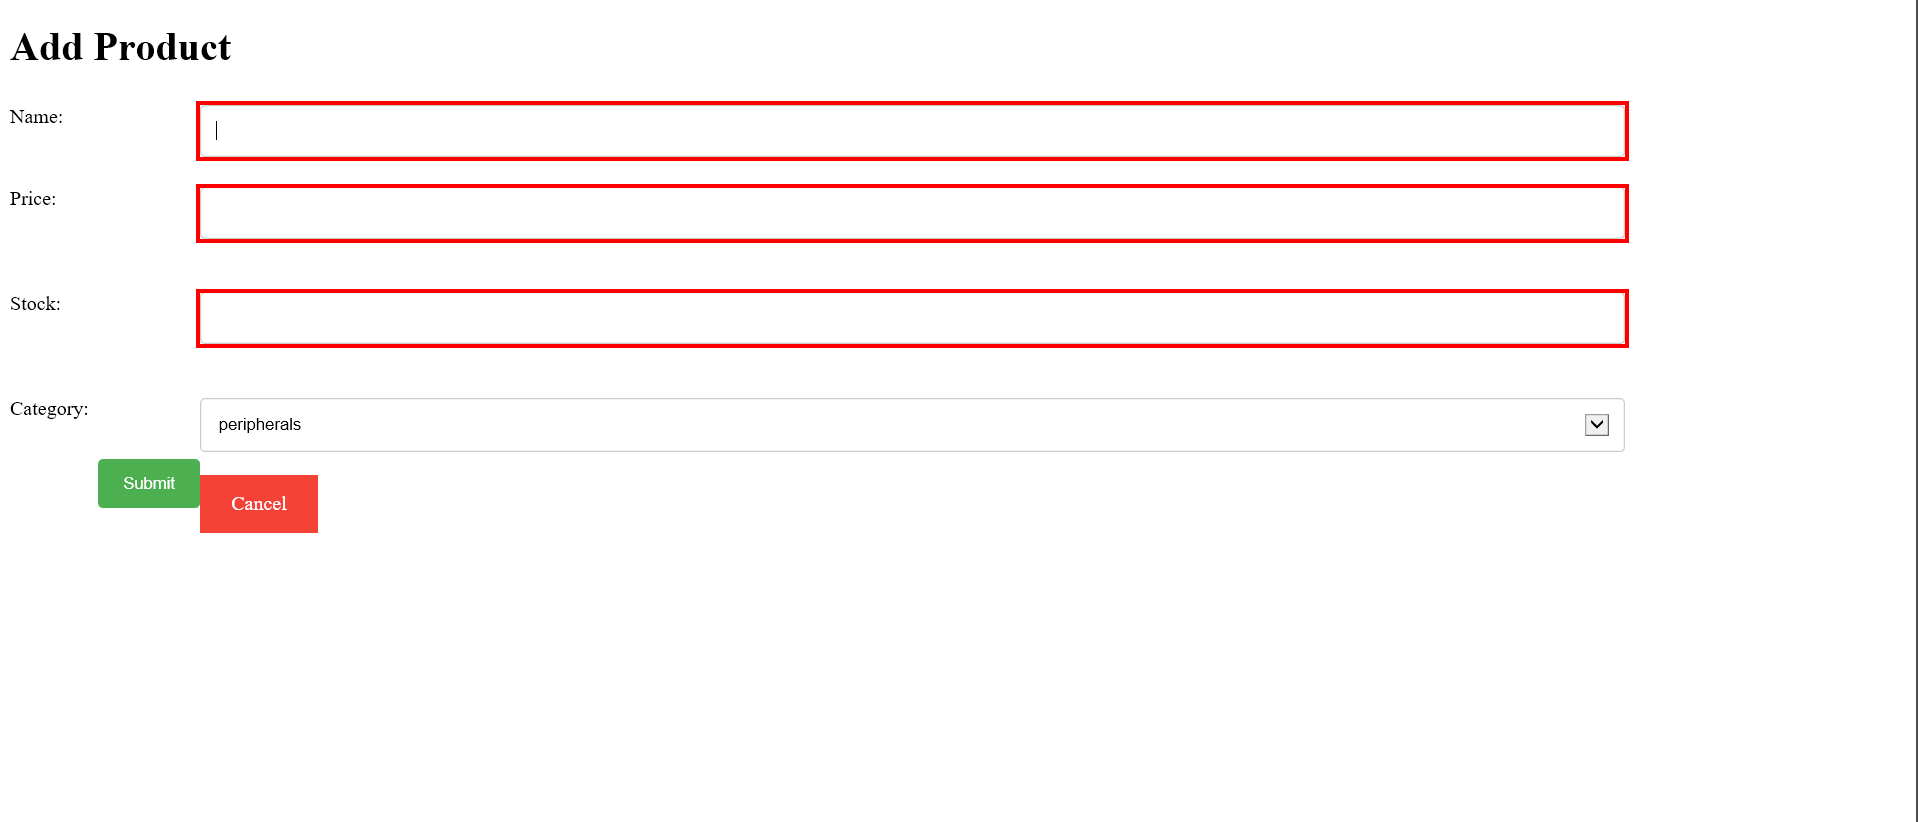 Add Product
Name:
Price:
Stock:
Category:
peripherals
Submit
Cancel